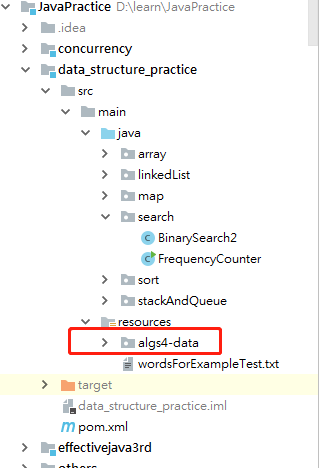 JavaPractice D:\learn\JavaPractice
.idea
concurrency
data_structure_practice
src
main
java
array
linkedList
map
search
BinarySearch2
FrequencyCounter
sort
stackAndQueue
resources
algs4-data
wordsForExampleTest.txt
target
data_structure_practice.iml
pom.xml
effectivejava3rd